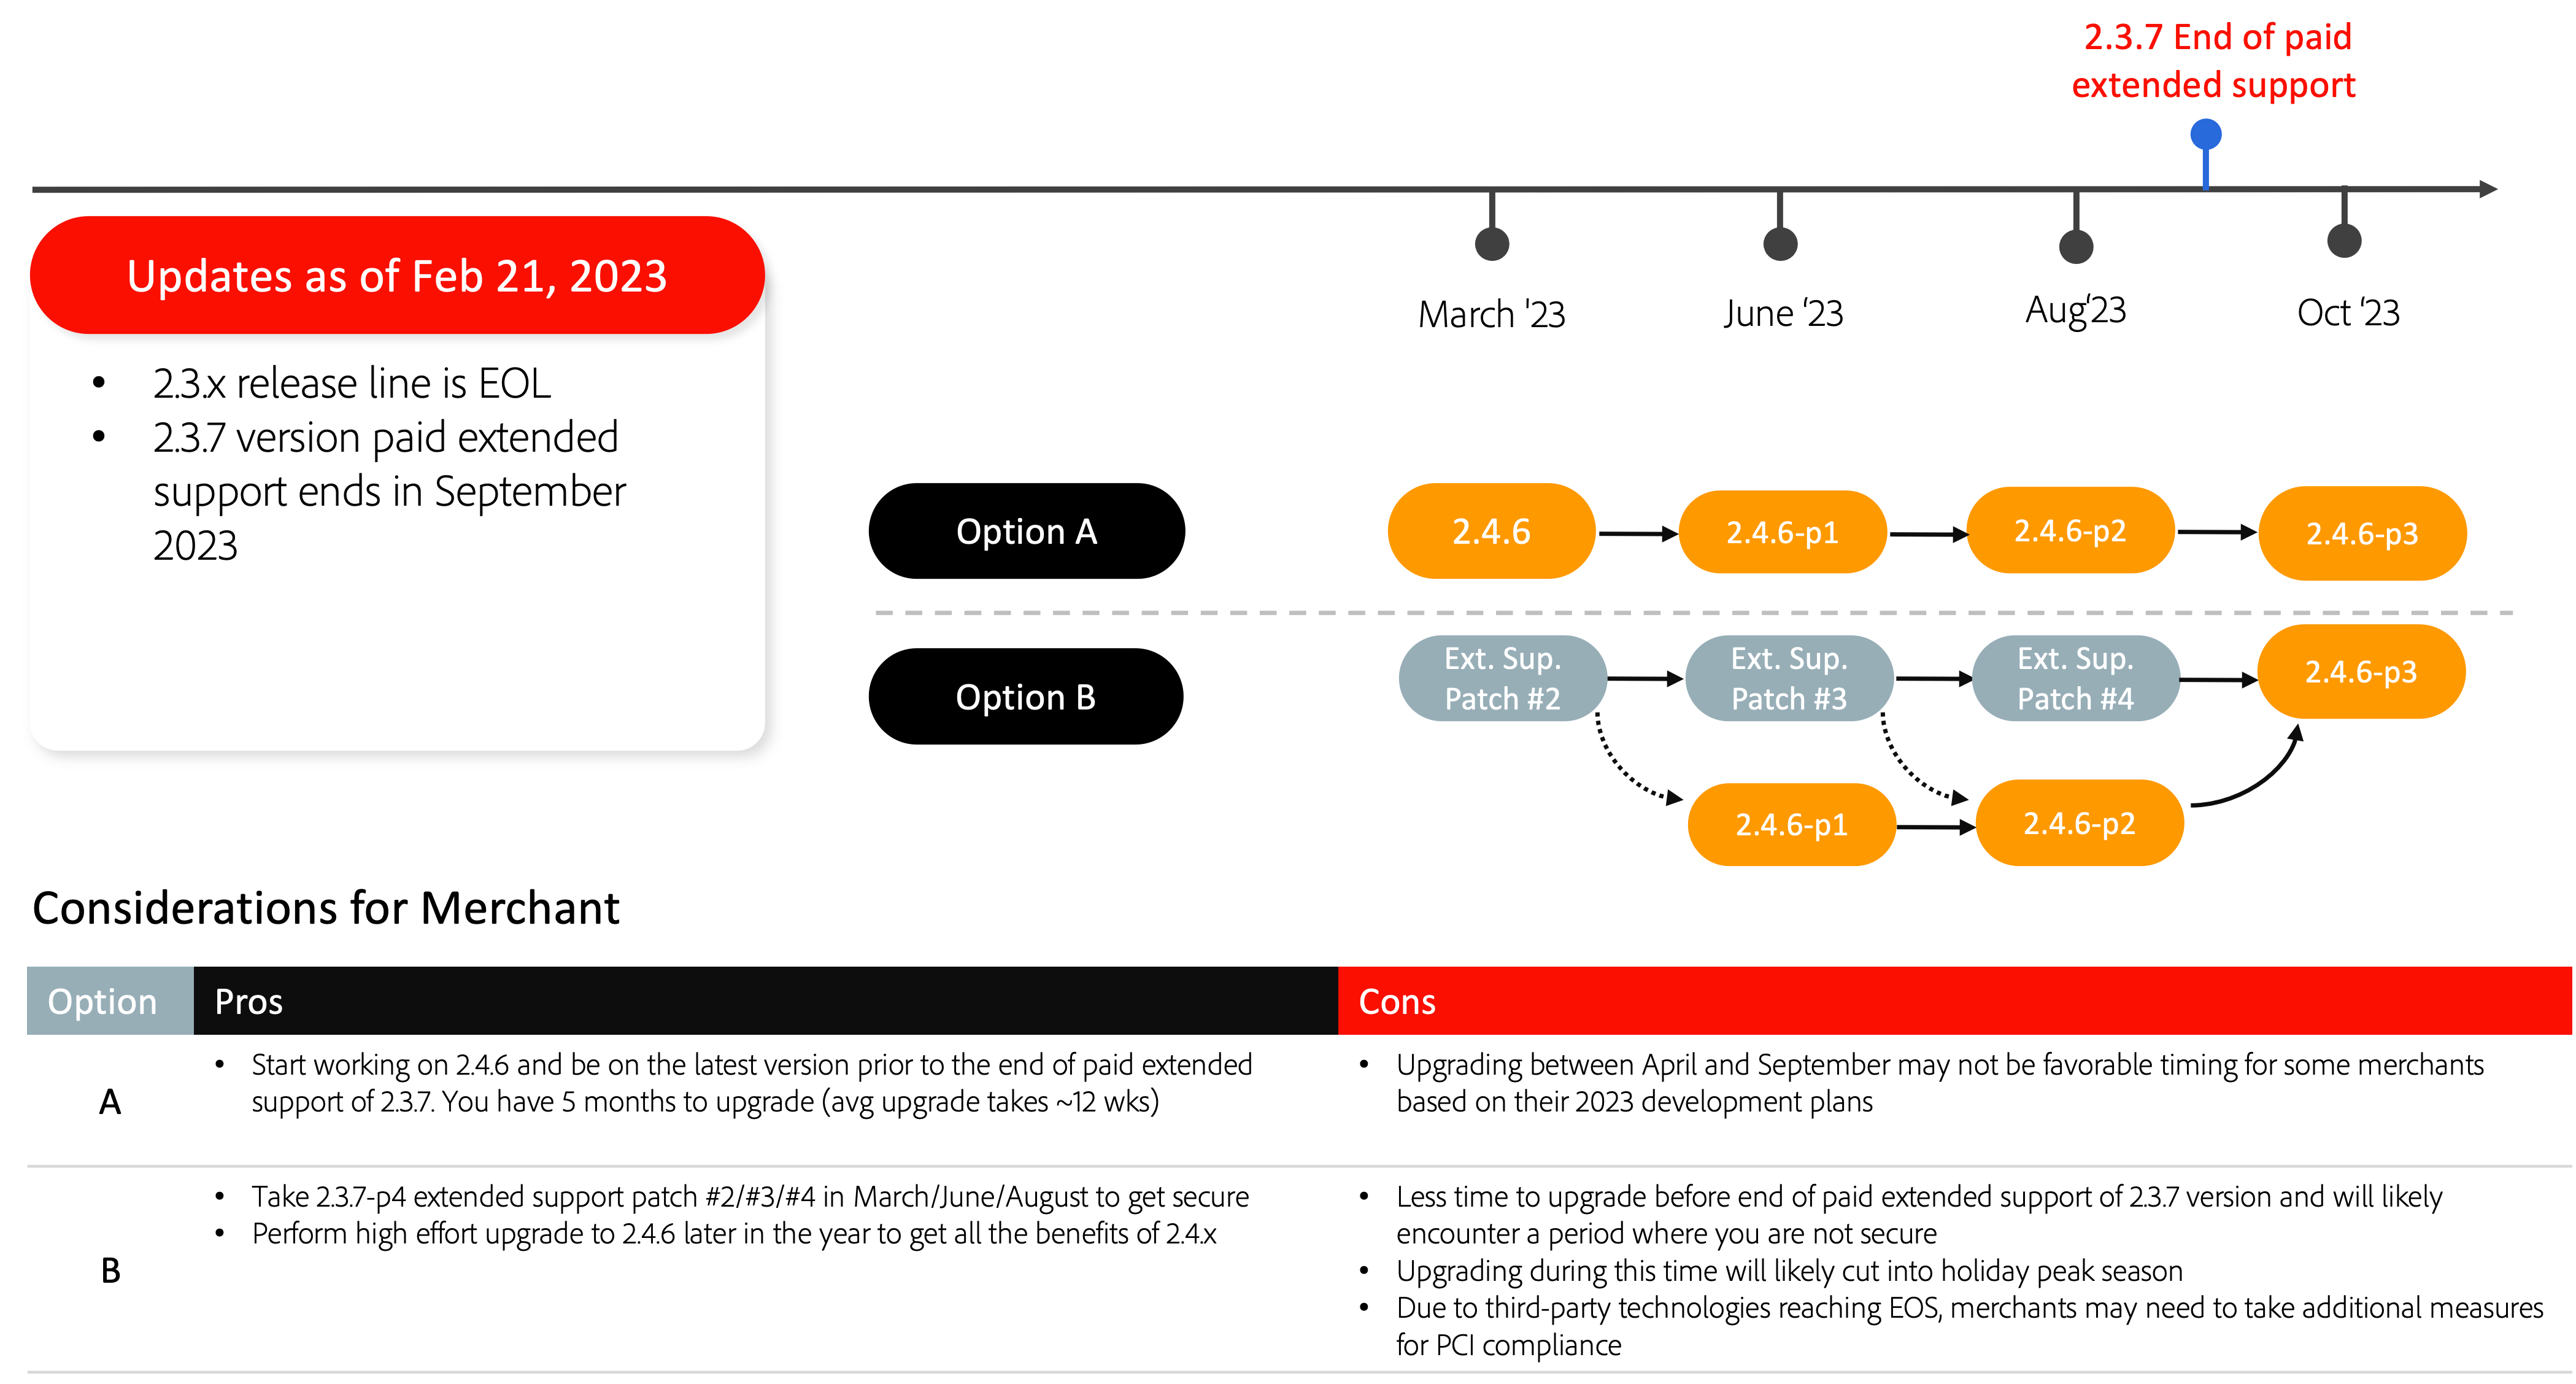 2.3.7 End of paid
extended support
Updates as of Feb 21, 2023
• 2.3.x release line is EOL
• 2.3.7 version paid extended
support ends in September
2023
March '23
June ‘23
Aug‘23
Oct ‘23
Option A
2.4.6
2.4.6-p1
2.4.6-p2
2.4.6-p3
Option B
Ext. Sup.
Patch #2
Ext. Sup.
Patch #3
Ext. Sup.
Patch #4
2.4.6-p3
2.4.6-p1
2.4.6-p2
Considerations for Merchant
Option
Pros
Cons
A
• Start working on 2.4.6 and be on the latest version prior to the end of paid extended
support of 2.3.7. You have 5 months to upgrade (avg upgrade takes ~12 wks)
• Upgrading between April and September may not be favorable timing for some merchants
based on their 2023 development plans
B
• Take 2.3.7-p4 extended support patch #2/#3/#4 in March/June/August to get secure
• Perform high effort upgrade to 2.4.6 later in the year to get all the benefits of 2.4.x
• Less time to upgrade before end of paid extended support of 2.3.7 version and will likely
encounter a period where you are not secure
• Upgrading during this time will likely cut into holiday peak season
• Due to third-party technologies reaching EOS, merchants may need to take additional measures
for PCI compliance